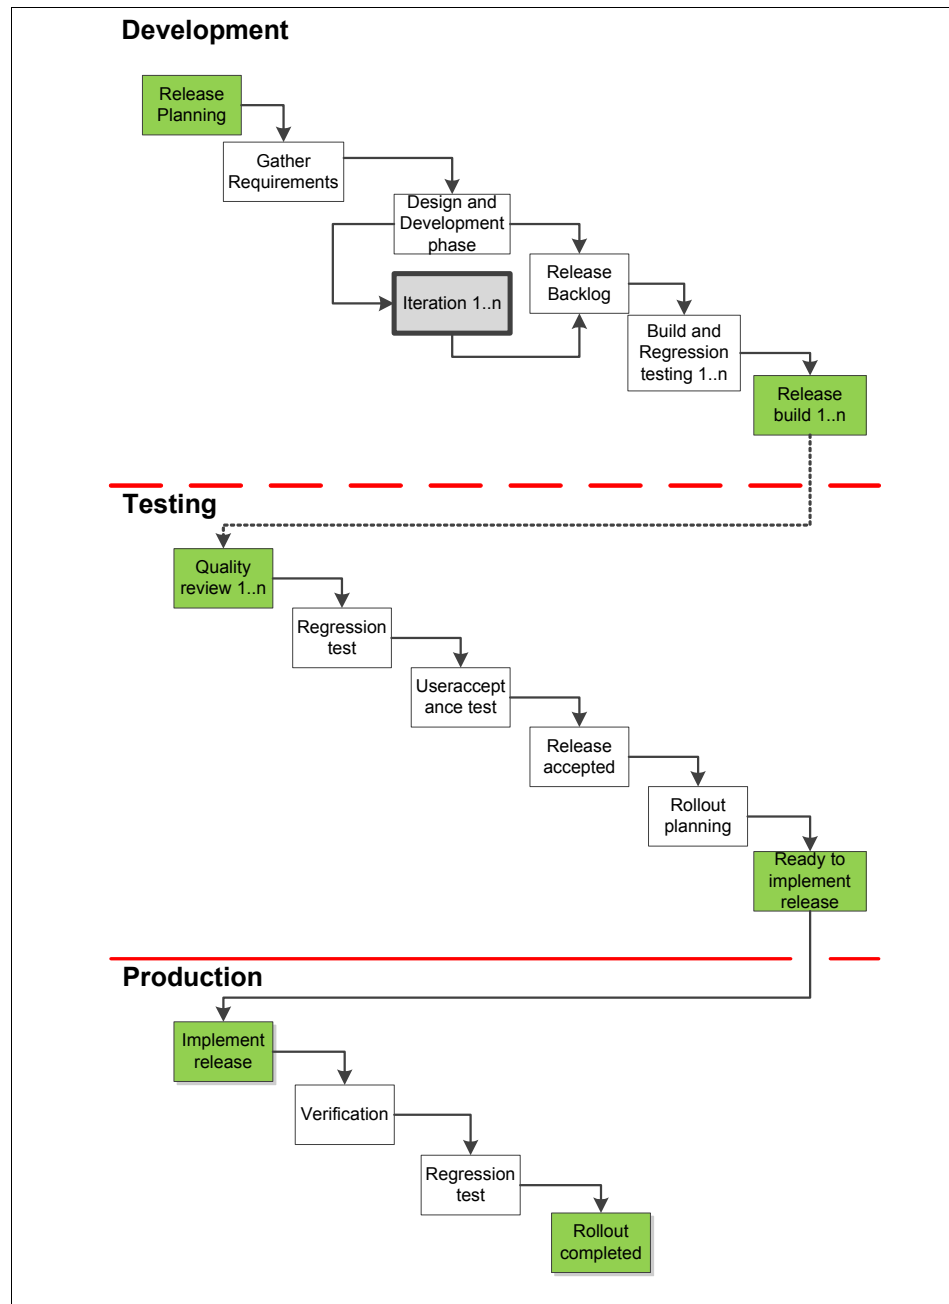 Development
Release
Planning
Gather
Requirements
Design and
Development
phase
Iteration 1..n
Release
Backlog
Build and
Regression
testing 1..n
Release
build 1..n
Testing
Quality
review 1..n
Regression
test
Useraccept
ance test
Release
accepted
Rollout
planning
Ready to
implement
release
Production
Implement
release
Verification
Regression
test
Rollout
completed